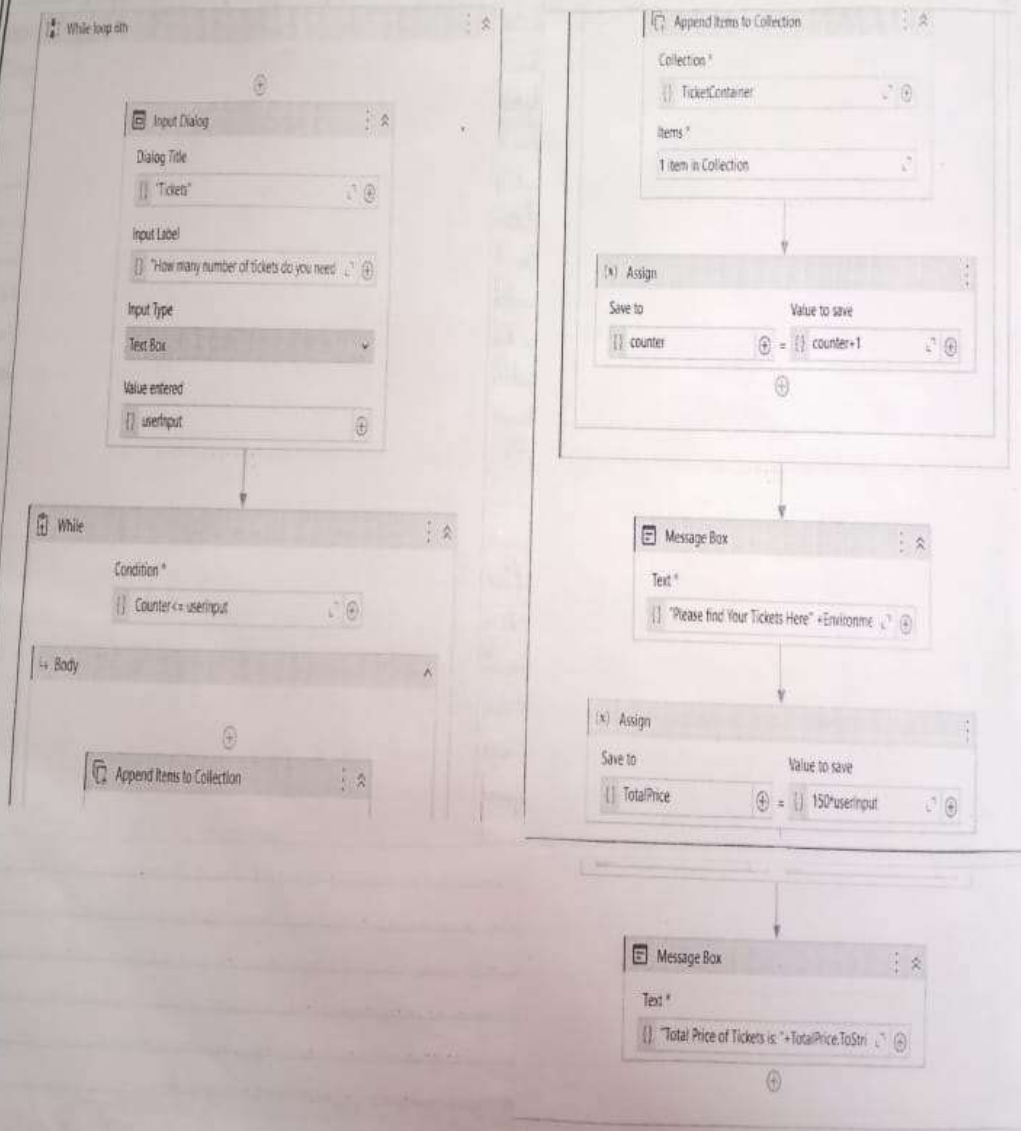 While loop
Input Dialog
Dialog Title
"Tickets"
Input Label
"How many number of tickets do you need
Input Type
Text Box
Value entered
userInput
While
Condition *
Counter<= userInput
Body
Append Items to Collection
Append Items to Collection
Collection *
TicketContainer
Items *
1 item in Collection
(x) Assign
Save to Value to save
counter = counter+1
Message Box
Text *
"Please find Your Tickets Here" +Environme
(x) Assign
Save to Value to save
TotalPrice = 150*userInput
Message Box
Text *
"Total Price of Tickets is: "+TotalPrice.ToStri